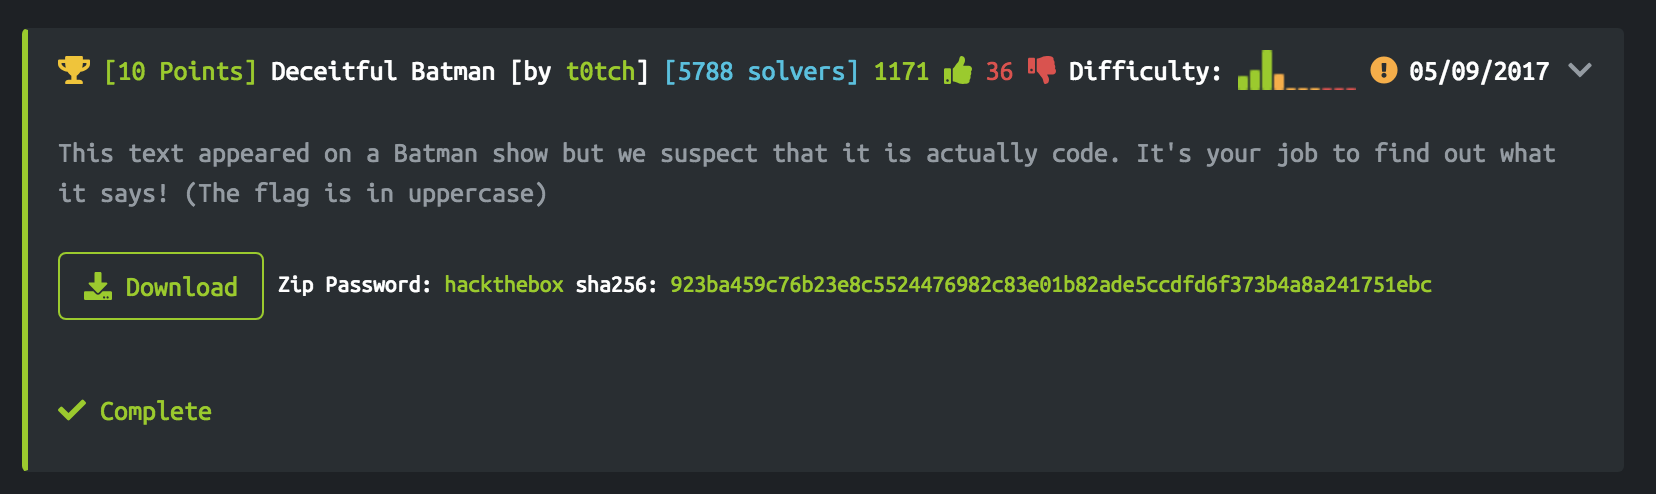 [10 Points] Deceitful Batman [by t0tch] [5788 solvers] 1171 36 Difficulty: 05/09/2017
This text appeared on a Batman show but we suspect that it is actually code. It's your job to find out what
it says! (The flag is in uppercase)
Download Zip Password: hackthebox sha256: 923ba459c76b23e8c5524476982c83e01b82ade5ccdfd6f373b4a8a241751ebc
Complete